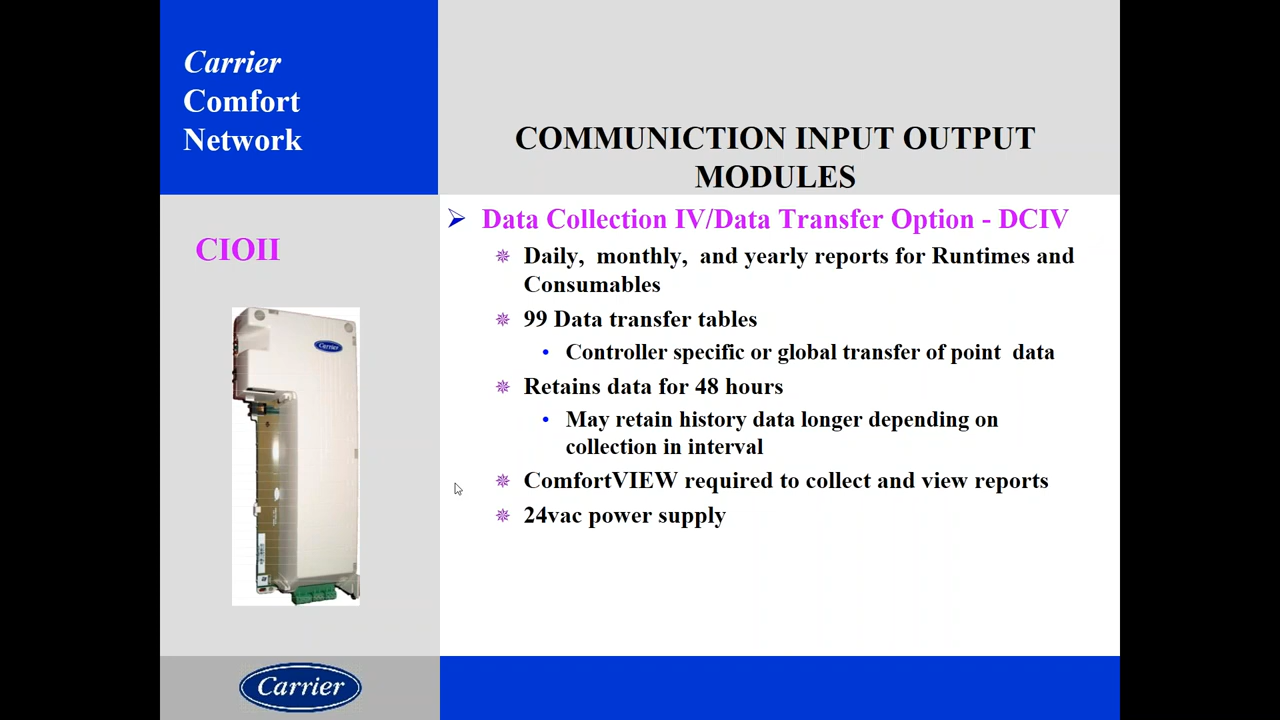 Carrier
Comfort
Network
COMMUNICTION INPUT OUTPUT
MODULES
CIOII
Data Collection IV/Data Transfer Option - DCIV
Daily, monthly, and yearly reports for Runtimes and
Consumables
99 Data transfer tables
Controller specific or global transfer of point data
Retains data for 48 hours
May retain history data longer depending on
collection in interval
ComfortVIEW required to collect and view reports
24vac power supply
Carrier
Carrier